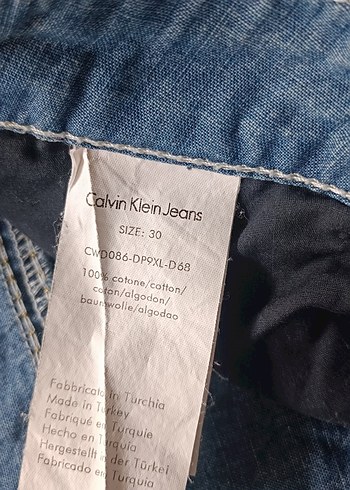 Calvin Klein Jeans
SIZE: 30
CWD086-DP9XL-D68
100% cotone/cotton/
coton/algodon/
baumwolle/algodao
Fabbricato in Turchia
Made in Turkey
Fabriqué en Turquie
Hecho en Turquia
Hergestellt in der Türkei
Fabricado em Turquia